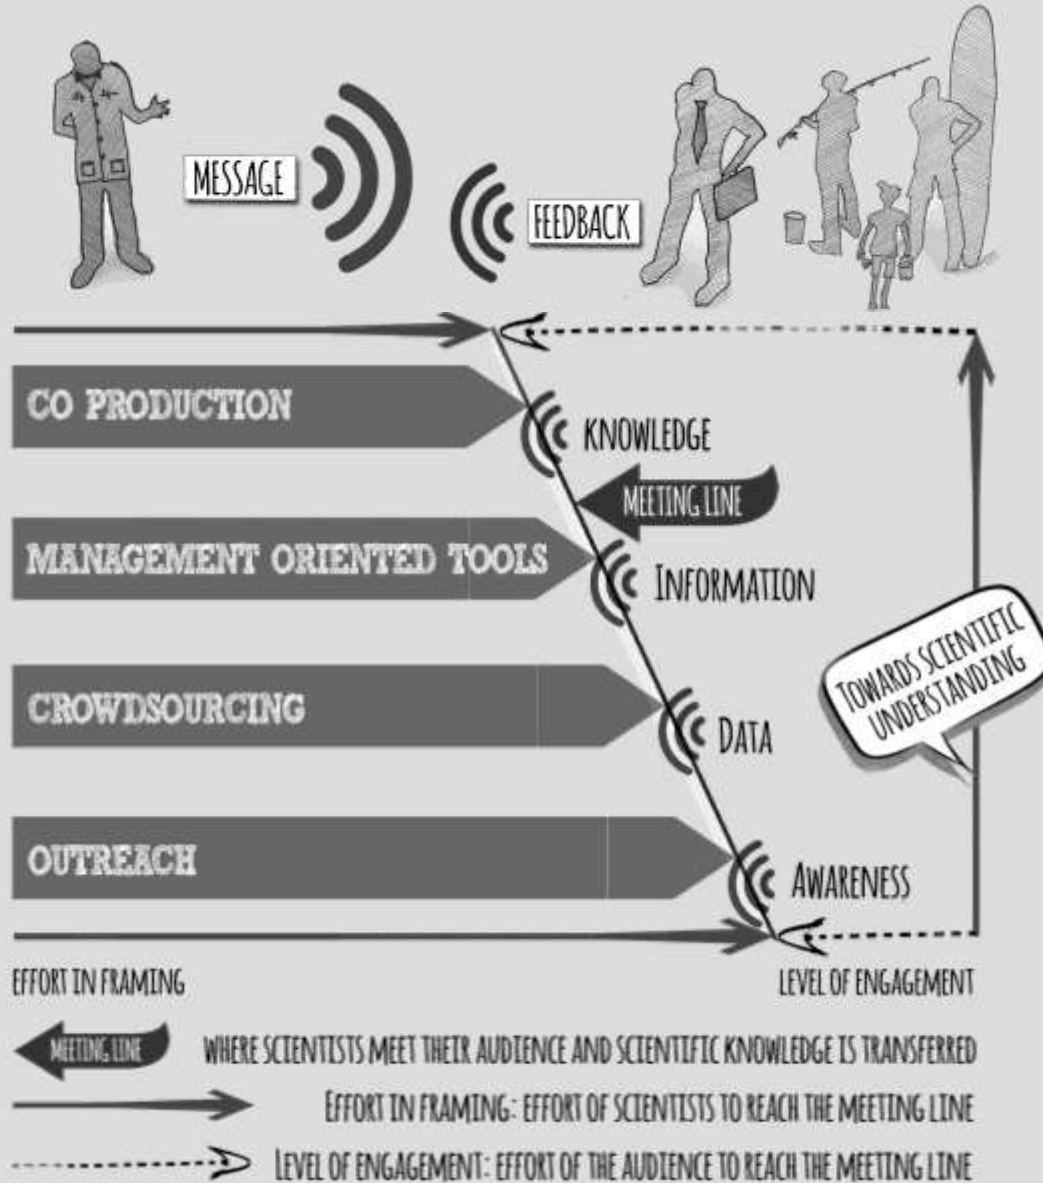 MESSAGE
FEEDBACK
CO PRODUCTION
KNOWLEDGE
MEETING LINE
MANAGEMENT ORIENTED TOOLS
INFORMATION
TOWARDS SCIENTIFIC
UNDERSTANDING
CROWDSOURCING
DATA
OUTREACH
AWARENESS
EFFORT IN FRAMING
LEVEL OF ENGAGEMENT
MEETING LINE
WHERE SCIENTISTS MEET THEIR AUDIENCE AND SCIENTIFIC KNOWLEDGE IS TRANSFERRED
EFFORT IN FRAMING: EFFORT OF SCIENTISTS TO REACH THE MEETING LINE
LEVEL OF ENGAGEMENT: EFFORT OF THE AUDIENCE TO REACH THE MEETING LINE